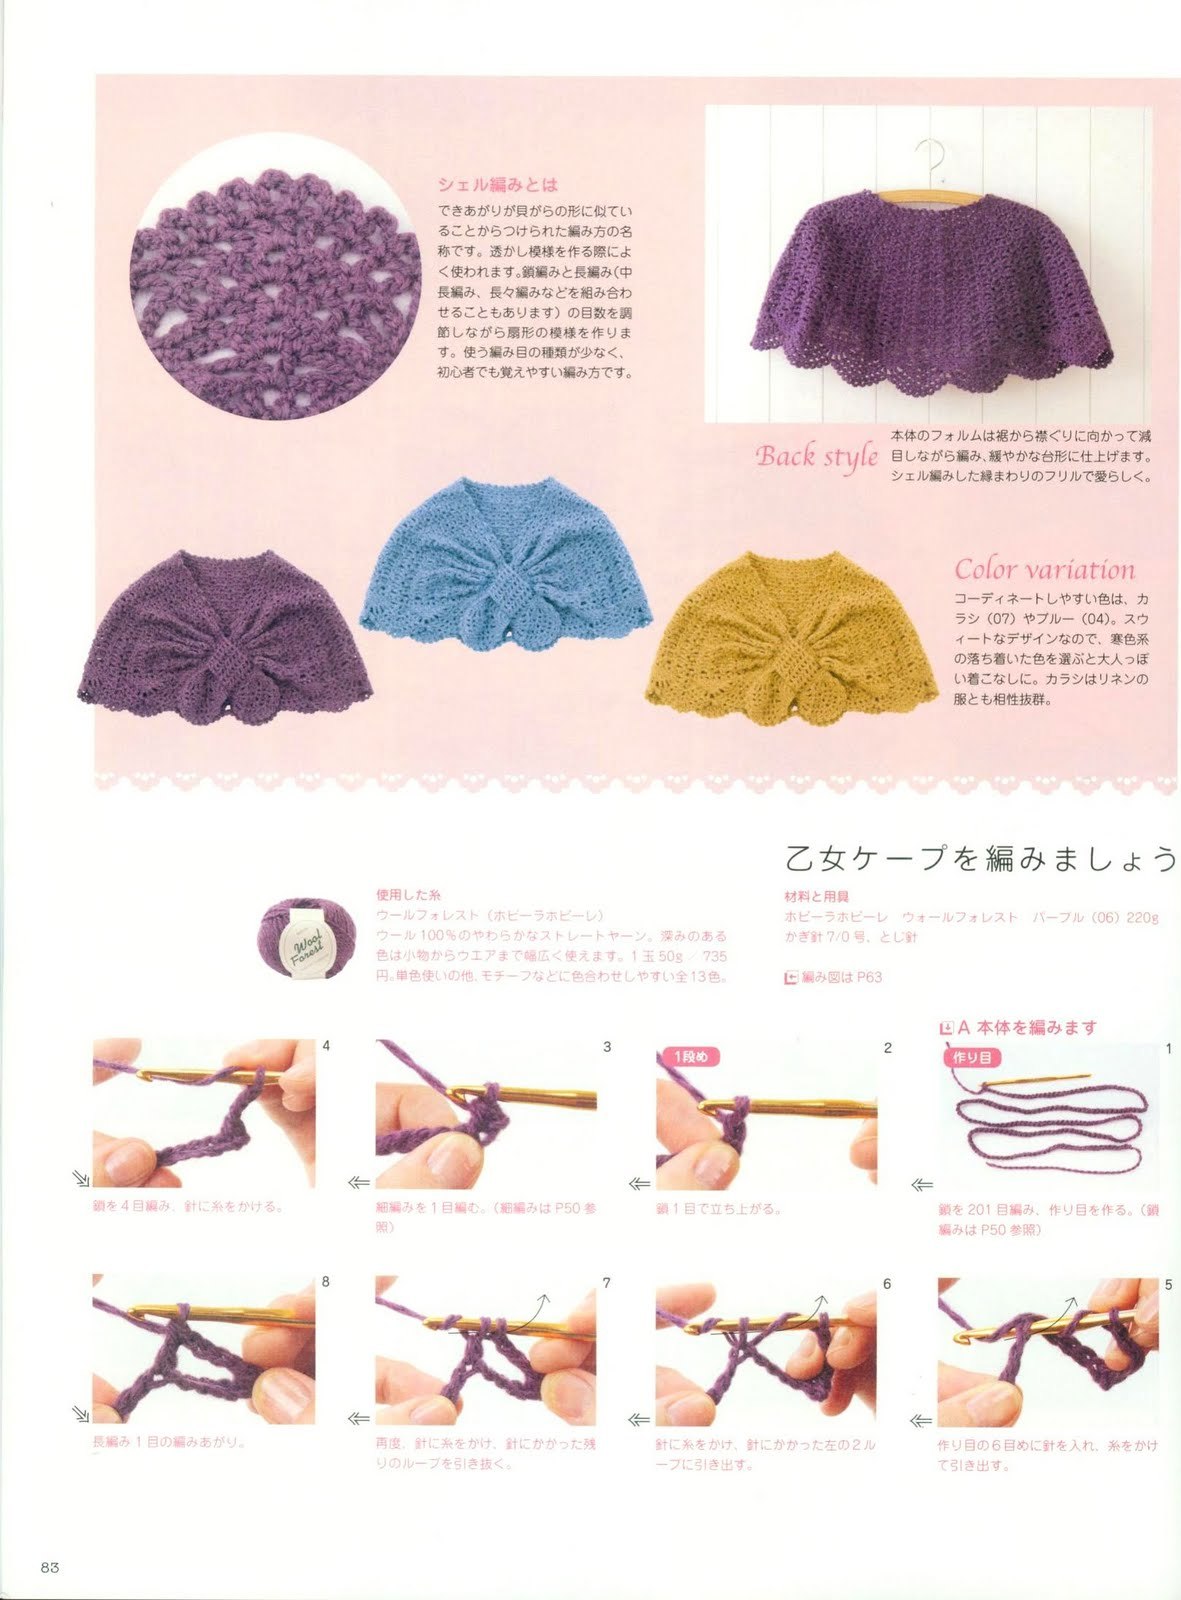 シェル編みとは
できあがりが貝がらの形に似てい
ることからつけられた編み方の名
称です。透かし模様を作る際によ
く使われます。鎖編みと長編み(中
長編み、長々編みなどを組み合わ
せることもあります)の目数を調
節しながら扇形の模様を作りま
す。使う編み目の種類が少なく、
初心者でも覚えやすい編み方です。
Back style
本体のフォルムは裾から襟ぐりに向かって減
目しながら編み、緩やかな台形に仕上げます。
シェル編みした縁まわりのフリルで愛らしく。
Color variation
コーディネートしやすい色は、カ
ラシ(07)やブルー(04)。スウ
ィートなデザインなので、寒色系
の落ち着いた色を選ぶと大人っぽ
い着こなしに。カラシはリネンの
服とも相性抜群。
乙女ケープを編みましょう
使用した糸
ウールフォレスト(ホビーラホビーレ)
ウール100%のやわらかなストレートヤーン。深みのある
色は小物からウエアまで幅広く使えます。1玉50g/735
円。単色使いの他、モチーフなどに色合わせしやすい全13色。
Wool
Forest
材料と用具
ホビーラホビーレ ウォールフォレスト パープル(06)220g
かぎ針7/0号、とじ針
編み図はP63
A 本体を編みます
作り目
1
鎖を201目編み、作り目を作る。(鎖
編みはP50参照)
1段め
2
鎖1目で立ち上がる。
3
細編みを1目編む。(細編みはP50参
照)
4
鎖を4目編み、針に糸をかける。
5
作り目の6目めに針を入れ、糸をかけ
て引き出す。
6
針に糸をかけ、針にかかった左の2ル
ープに引き出す。
7
再度、針に糸をかけ、針にかかった残
りのループを引き抜く。
8
長編み1目の編みあがり。
83